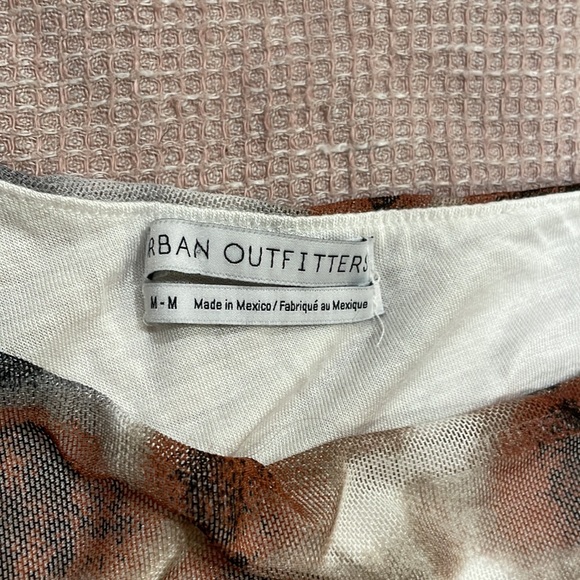 RBAN OUTFITTERS
M - M Made in Mexico / Fabriqué au Mexique